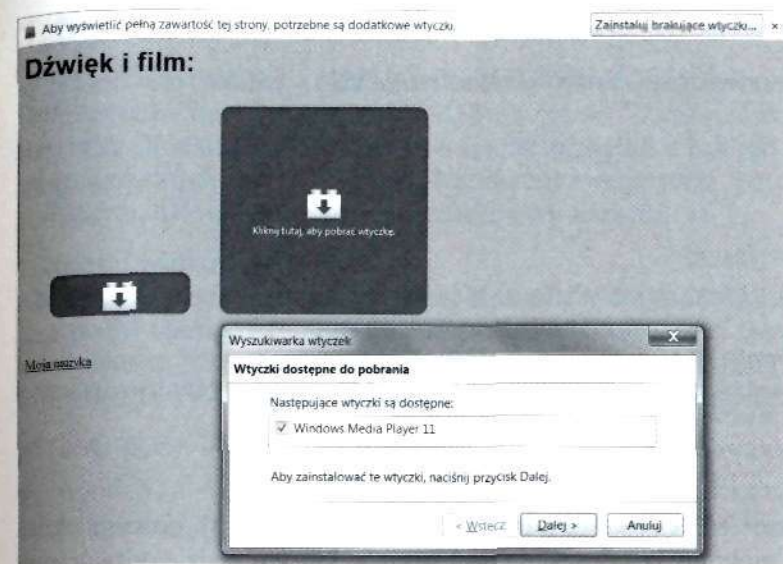 Aby wyświetlić pełną zawartość tej strony, potrzebne są dodatkowe wtyczki.
Zainstaluj brakujące wtyczki... ×
Dźwięk i film:
Kliknij tutaj, aby pobrać wtyczkę.
Moja muzyka
Wyszukiwarka wtyczek
X
Wtyczki dostępne do pobrania
Następujące wtyczki są dostępne:
Windows Media Player 11
Aby zainstalować te wtyczki, naciśnij przycisk Dalej.
< Wstecz
Dalej >
Anuluj